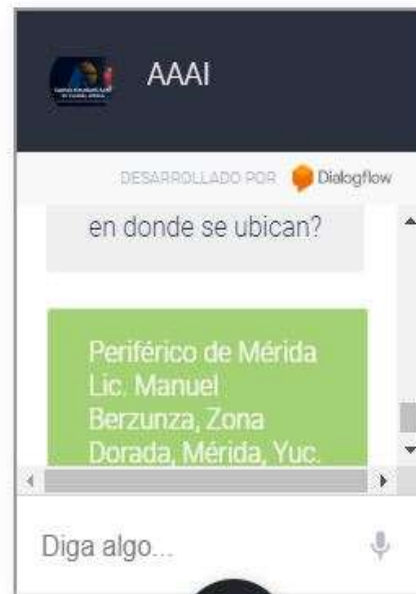 AAAI
DESARROLLADO POR Dialogflow
en donde se ubican?
Periférico de Mérida
Lic. Manuel
Berzunza, Zona
Dorada, Mérida, Yuc.
Diga algo...